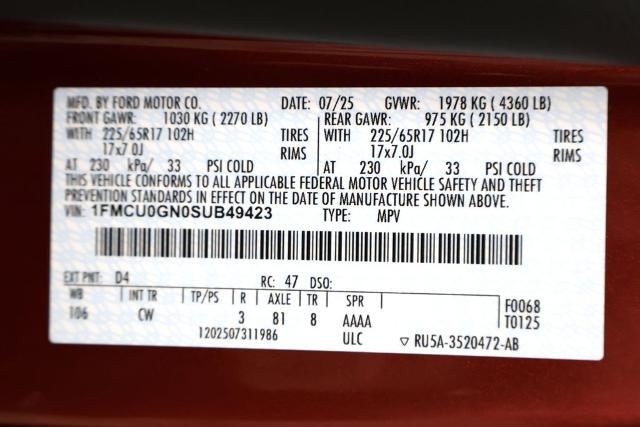 MFD. BY FORD MOTOR CO. DATE: 07/25 GVWR: 1978 KG ( 4360 LB)
FRONT GAWR: 1030 KG ( 2270 LB) REAR GAWR: 975 KG ( 2150 LB)
WITH 225/65R17 102H TIRES WITH 225/65R17 102H TIRES
17x7.0J RIMS 17x7.0J RIMS
AT 230 kPa/ 33 PSI COLD AT 230 kPa/ 33 PSI COLD
THIS VEHICLE CONFORMS TO ALL APPLICABLE FEDERAL MOTOR VEHICLE SAFETY AND THEFT
PREVENTION STANDARDS IN EFFECT ON THE DATE OF MANUFACTURE SHOWN ABOVE.
VIN: 1FMCU0GN0SUB49423 TYPE: MPV
EXT PNT: D4 RC: 47 DSO:
WB INT TR TP/PS R AXLE TR SPR F0068
106 CW 3 81 8 AAAA T0125
1202507311986 ULC ▽ RU5A-3520472-AB